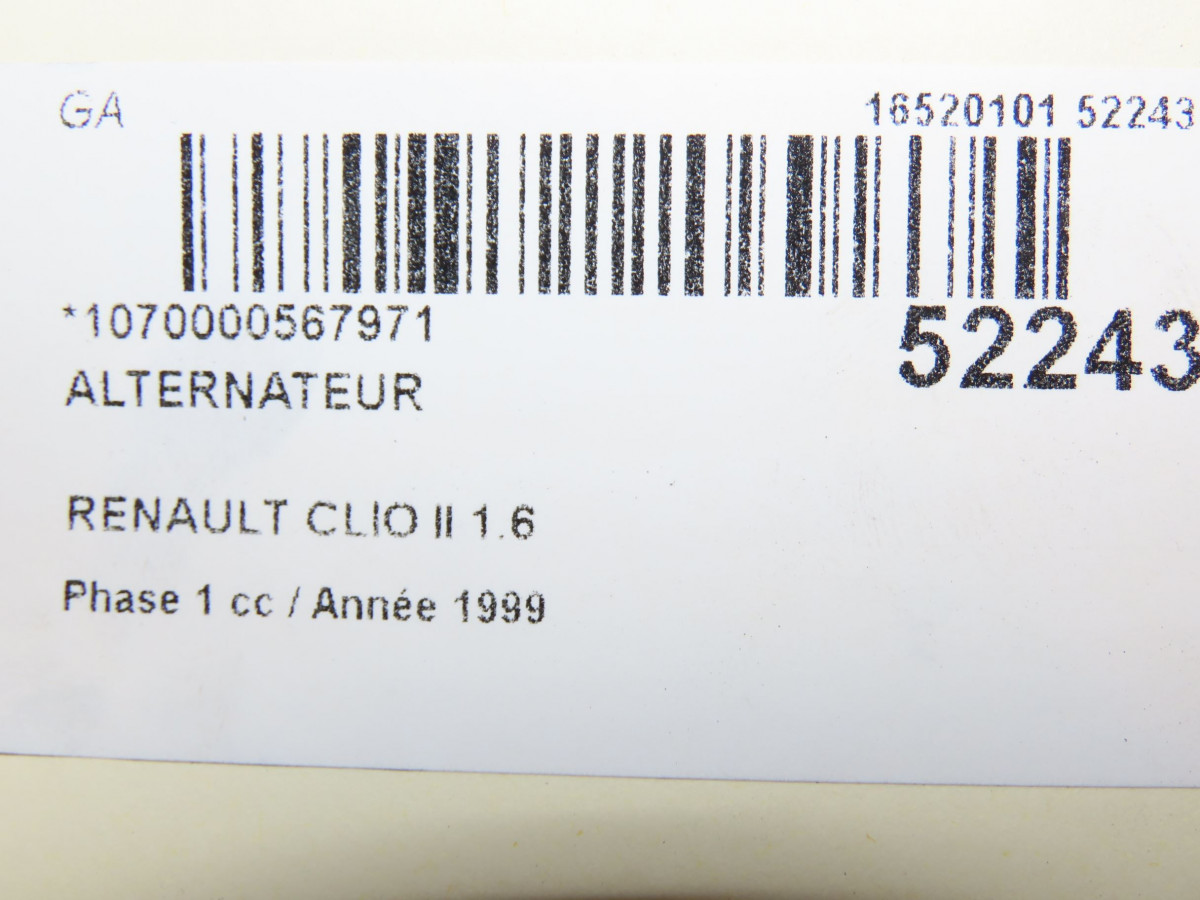 GA
16520101 52243
*1070000567971
52243
ALTERNATEUR
RENAULT CLIO II 1.6
Phase 1 cc / Année 1999